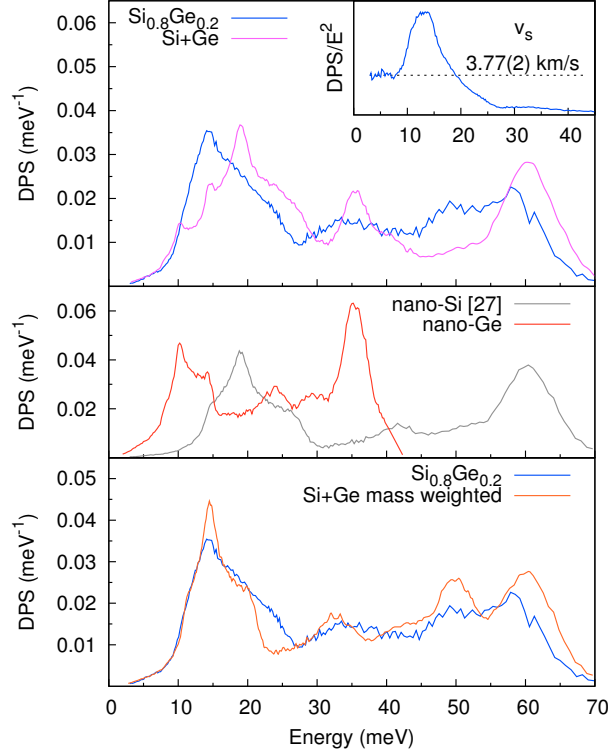 Si0.8Ge0.2
Si+Ge
DPS (meV-1)
0.06
0.05
0.04
0.03
0.02
0.01
DPS/E2
vs
3.77(2) km/s
0 10 20 30 40
nano-Si [27]
nano-Ge
DPS (meV-1)
0.06
0.04
0.02
Si0.8Ge0.2
Si+Ge mass weighted
DPS (meV-1)
0.05
0.04
0.03
0.02
0.01
0 10 20 30 40 50 60 70
Energy (meV)